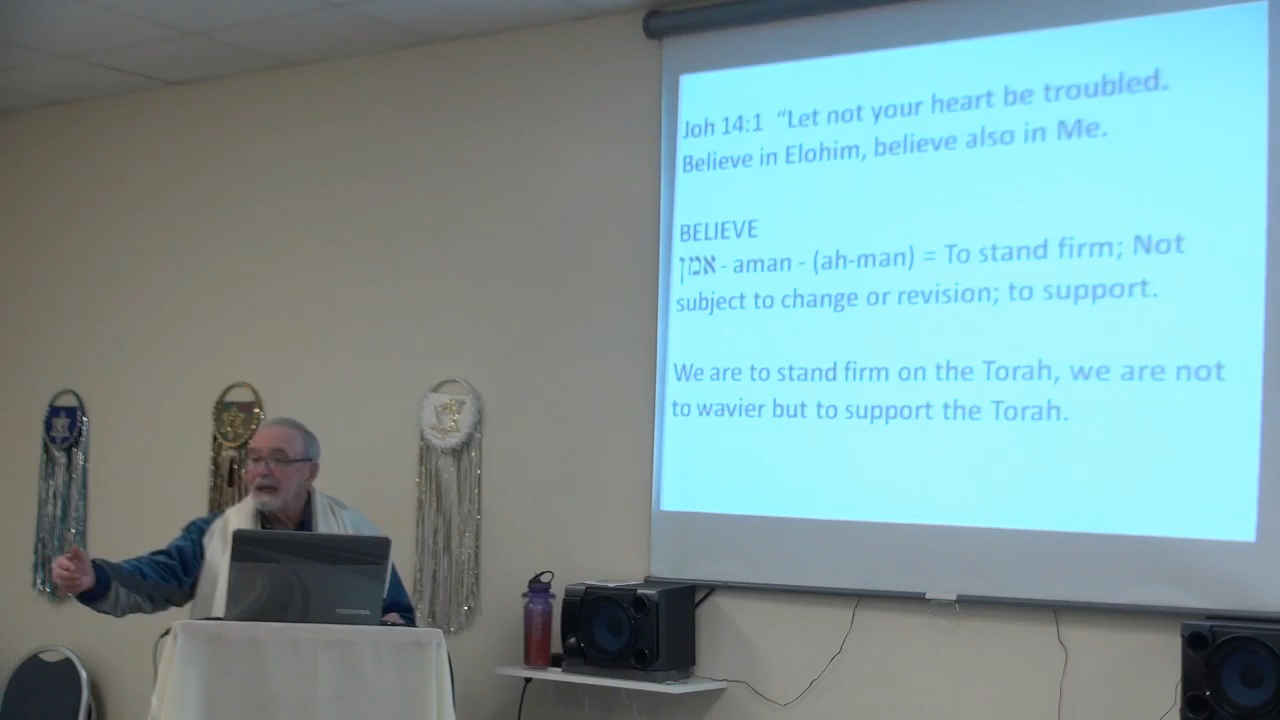 Joh 14:1 “Let not your heart be troubled.
Believe in Elohim, believe also in Me.
BELIEVE
אמן - aman - (ah-man) = To stand firm; Not
subject to change or revision; to support.
We are to stand firm on the Torah, we are not
to wavier but to support the Torah.
TOSHIBA